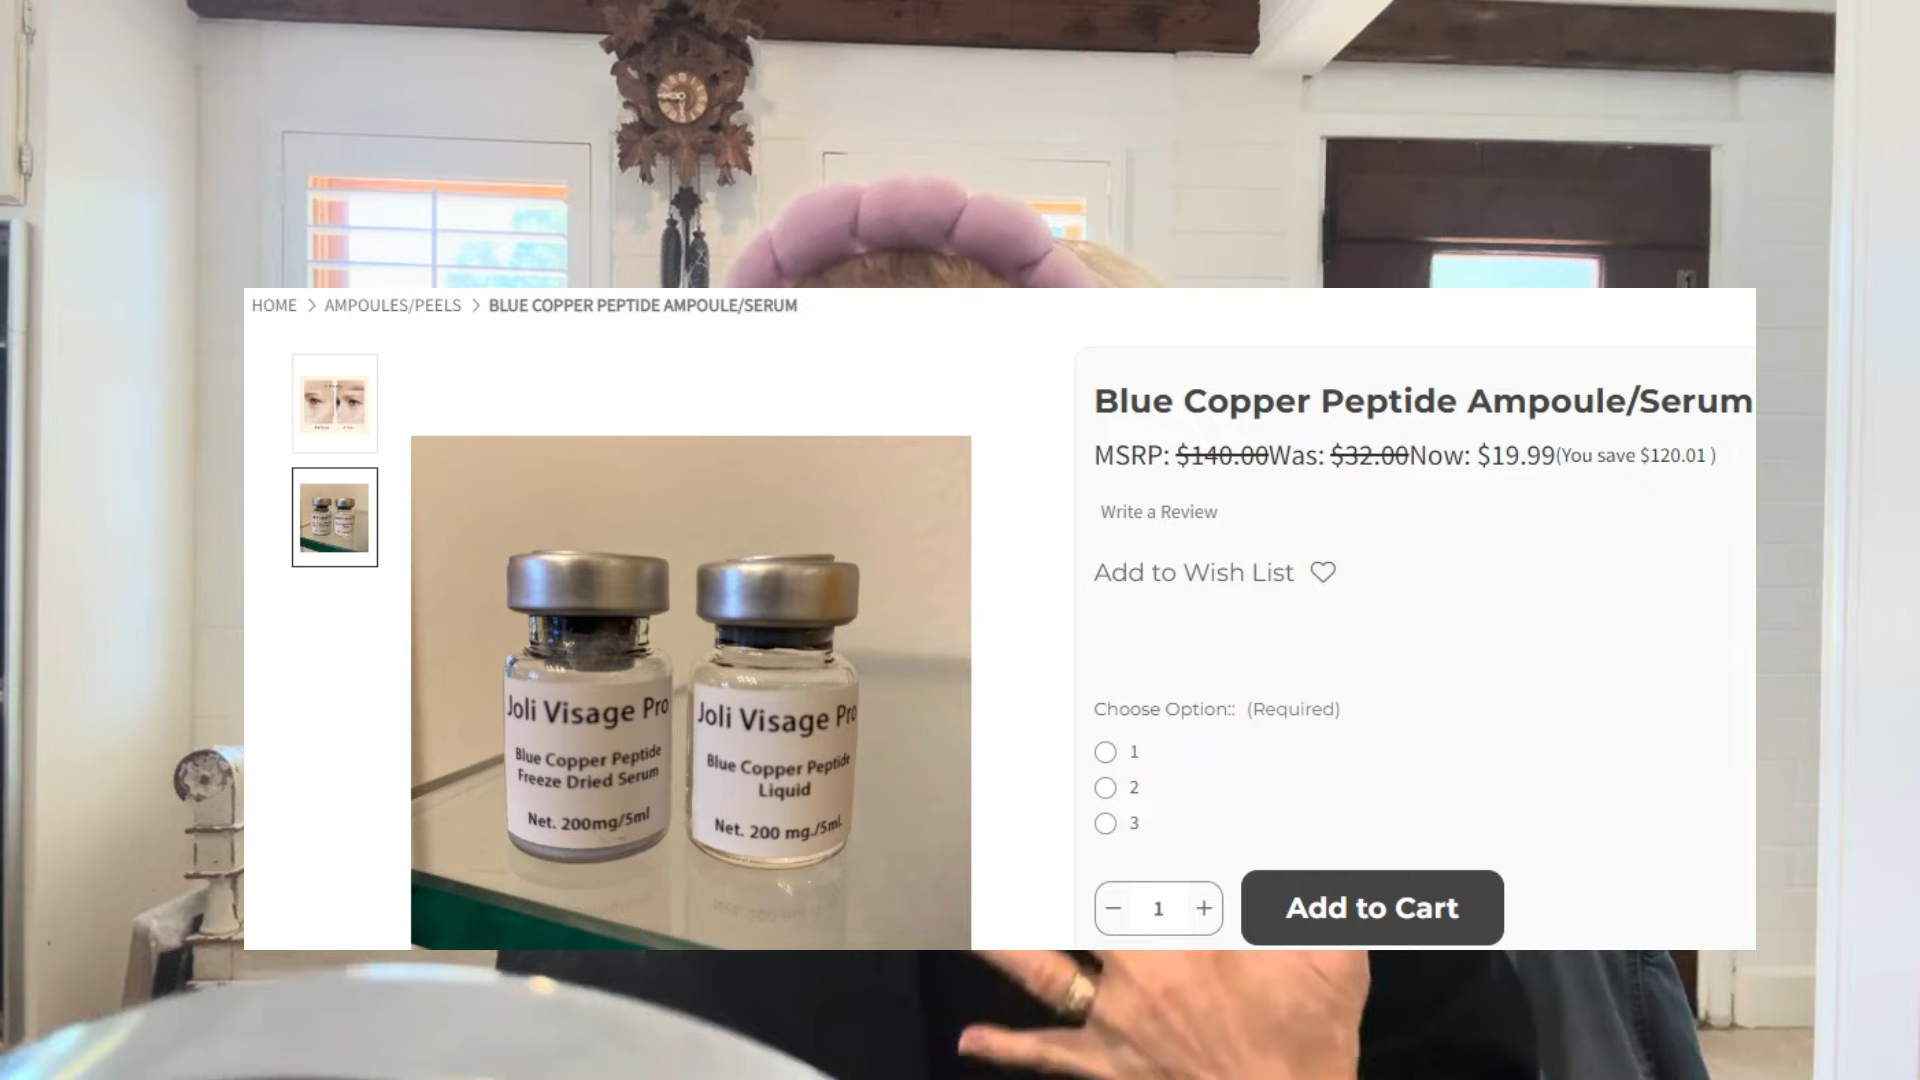 HOME > AMPOULES/PEELS > BLUE COPPER PEPTIDE AMPOULE/SERUM
Blue Copper Peptide Ampoule/Serum
MSRP: $140.00Was: $32.00Now: $19.99(You save $120.01 )
Write a Review
Add to Wish List
Choose Option:: (Required)
1
2
3
− 1 +
Add to Cart
Joli Visage Pro
Blue Copper Peptide
Freeze Dried Serum
Net. 200mg/5ml
Joli Visage Pro
Blue Copper Peptide
Liquid
Net. 200 mg./5ml.